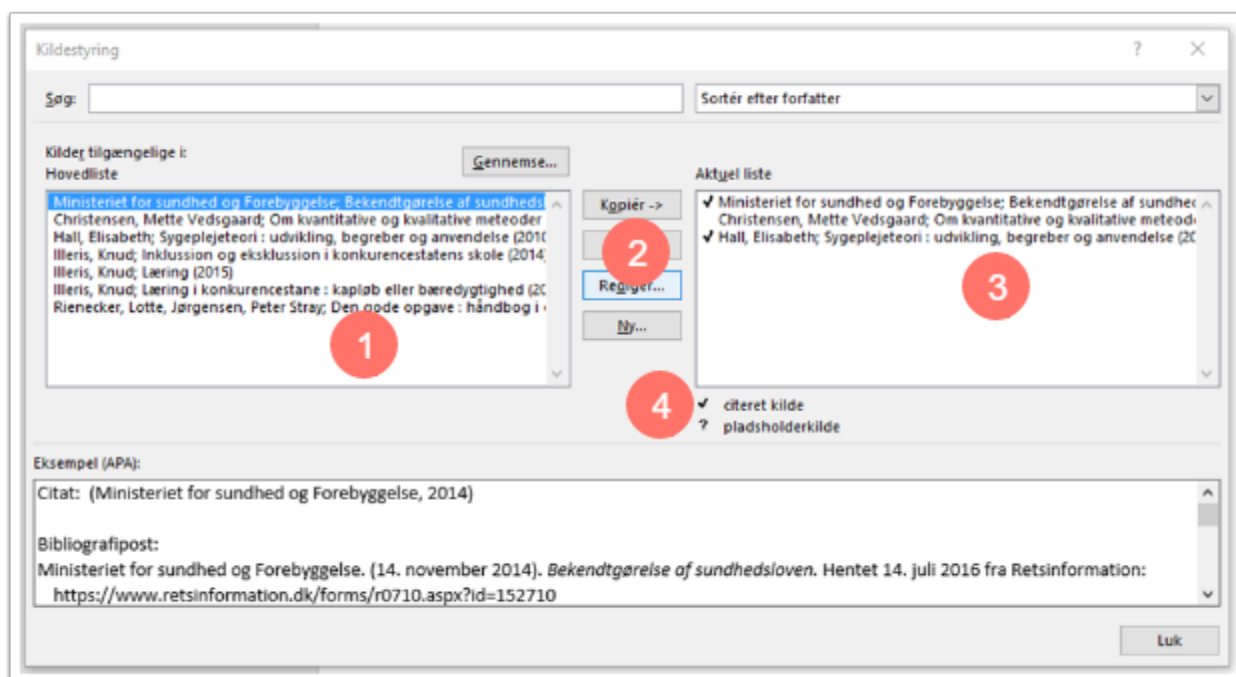 Kildestyring
?
Søg:
Sortér efter forfatter
Kilder tilgængelige i:
Hovedliste
Gennemse...
Aktuel liste
Ministeriet for sundhed og Forebyggelse; Bekendtgørelse af sundheds
Christensen, Mette Vedsgaard; Om kvantitative og kvalitative meteoder
Hall, Elisabeth; Sygeplejeteori : udvikling, begreber og anvendelse (2010
Illeris, Knud; Inklussion og eksklussion i konkurencestatens skole (2014)
Illeris, Knud; Læring (2015)
Illeris, Knud; Læring i konkurencestane : kapløb eller bæredygtighed (20
Rienecker, Lotte, Jørgensen, Peter Stray; Den gode opgave : håndbog i
1
Kopiér ->
2
Rediger...
Ny...
✓ Ministeriet for sundhed og Forebyggelse; Bekendtgørelse af sundhed
Christensen, Mette Vedsgaard; Om kvantitative og kvalitative meteod
✓ Hall, Elisabeth; Sygeplejeteori : udvikling, begreber og anvendelse (20
3
4
✓ citeret kilde
? pladsholderkilde
Eksempel (APA):
Citat: (Ministeriet for sundhed og Forebyggelse, 2014)
Bibliografipost:
Ministeriet for sundhed og Forebyggelse. (14. november 2014). Bekendtgørelse af sundhedsloven. Hentet 14. juli 2016 fra Retsinformation:
https://www.retsinformation.dk/forms/r0710.aspx?id=152710
Luk